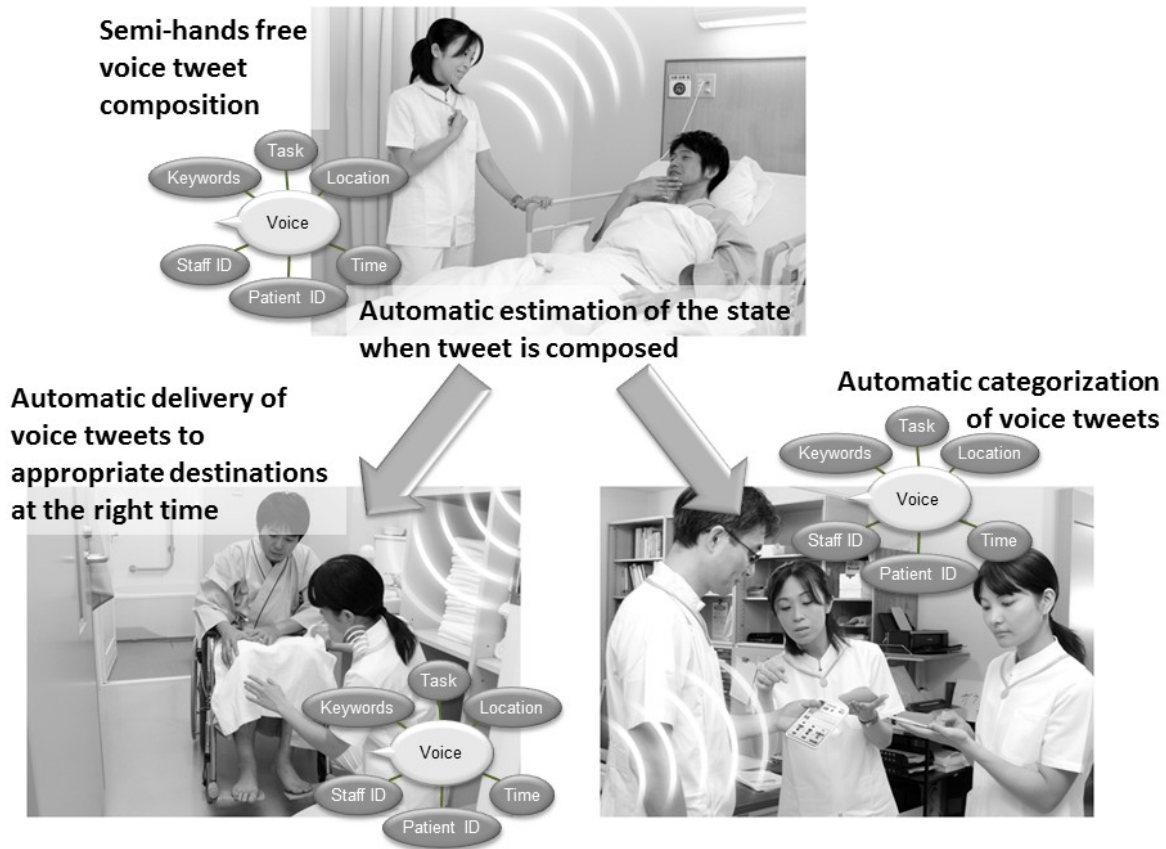 Semi-hands free
voice tweet
composition
Task
Keywords
Location
Voice
Staff ID
Time
Patient ID
Automatic estimation of the state
when tweet is composed
Automatic delivery of
voice tweets to
appropriate destinations
at the right time
Automatic categorization
of voice tweets
Task
Keywords
Location
Voice
Staff ID
Time
Patient ID
Task
Keywords
Location
Voice
Staff ID
Time
Patient ID